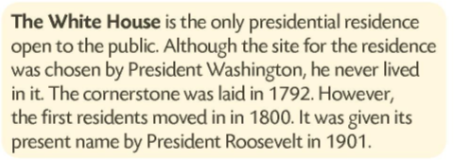 The White House is the only presidential residence
open to the public. Although the site for the residence
was chosen by President Washington, he never lived
in it. The cornerstone was laid in 1792. However,
the first residents moved in in 1800. It was given its
present name by President Roosevelt in 1901.